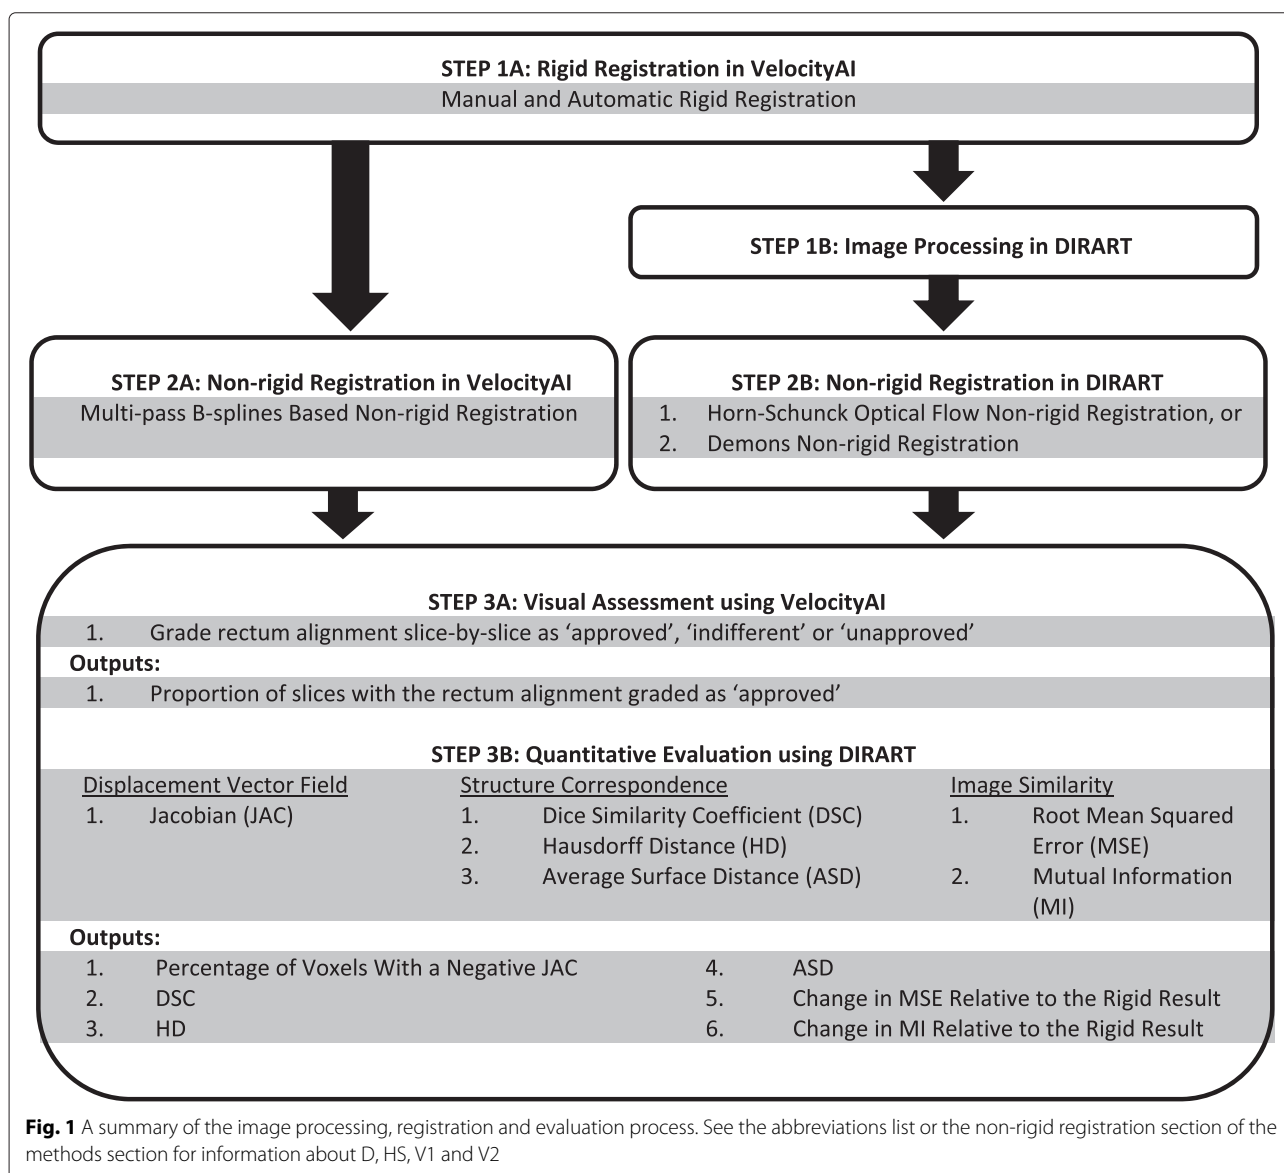 STEP 1A: Rigid Registration in VelocityAI
Manual and Automatic Rigid Registration
STEP 1B: Image Processing in DIRART
STEP 2A: Non-rigid Registration in VelocityAI
Multi-pass B-splines Based Non-rigid Registration
STEP 2B: Non-rigid Registration in DIRART
1. Horn-Schunck Optical Flow Non-rigid Registration, or
2. Demons Non-rigid Registration
STEP 3A: Visual Assessment using VelocityAI
1. Grade rectum alignment slice-by-slice as ‘approved’, ‘indifferent’ or ‘unapproved’
Outputs:
1. Proportion of slices with the rectum alignment graded as ‘approved’
STEP 3B: Quantitative Evaluation using DIRART
Displacement Vector Field
1. Jacobian (JAC)
Structure Correspondence
1. Dice Similarity Coefficient (DSC)
2. Hausdorff Distance (HD)
3. Average Surface Distance (ASD)
Image Similarity
1. Root Mean Squared
Error (MSE)
2. Mutual Information
(MI)
Outputs:
1. Percentage of Voxels With a Negative JAC
2. DSC
3. HD
4. ASD
5. Change in MSE Relative to the Rigid Result
6. Change in MI Relative to the Rigid Result
Fig. 1 A summary of the image processing, registration and evaluation process. See the abbreviations list or the non-rigid registration section of the
methods section for information about D, HS, V1 and V2